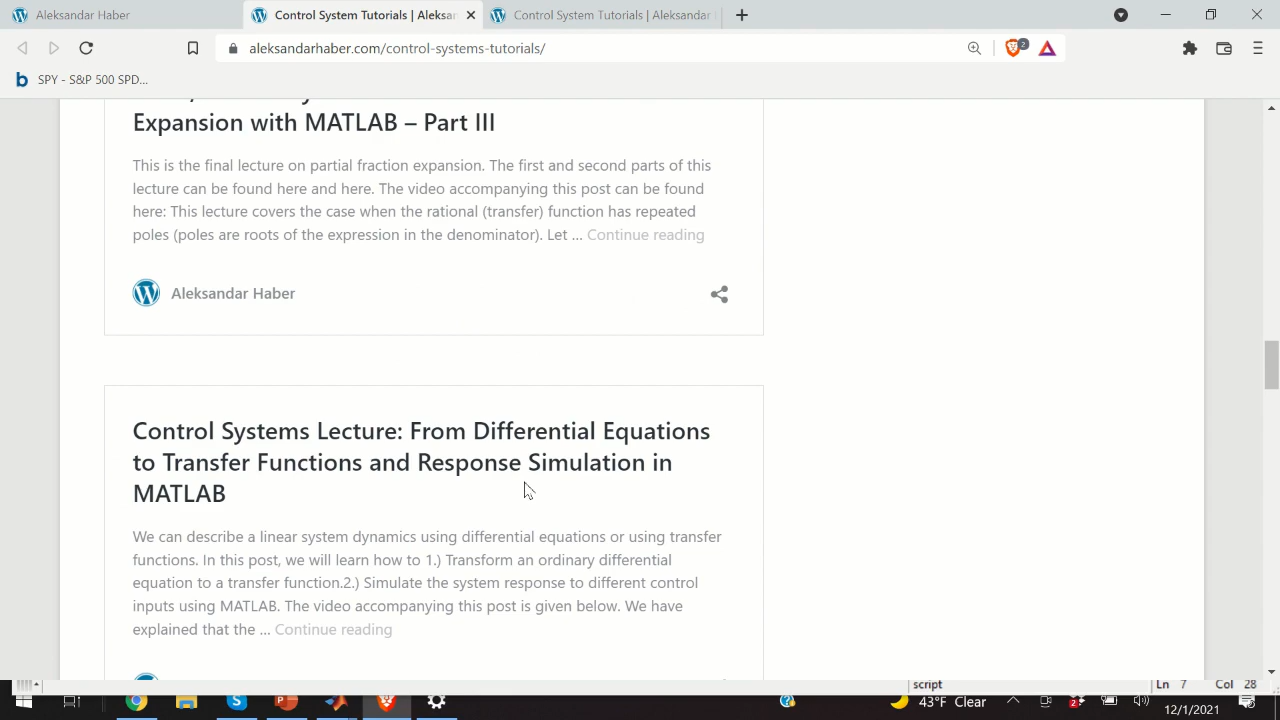 Aleksandar Haber
Control System Tutorials | Aleksan
Control System Tutorials | Aleksandar
aleksandarhaber.com/control-systems-tutorials/
2
SPY - S&P 500 SPD...
Expansion with MATLAB – Part III
This is the final lecture on partial fraction expansion. The first and second parts of this
lecture can be found here and here. The video accompanying this post can be found
here: This lecture covers the case when the rational (transfer) function has repeated
poles (poles are roots of the expression in the denominator). Let ... Continue reading
Aleksandar Haber
Control Systems Lecture: From Differential Equations
to Transfer Functions and Response Simulation in
MATLAB
We can describe a linear system dynamics using differential equations or using transfer
functions. In this post, we will learn how to 1.) Transform an ordinary differential
equation to a transfer function.2.) Simulate the system response to different control
inputs using MATLAB. The video accompanying this post is given below. We have
explained that the ... Continue reading
script
Ln 7
Col 28
43°F Clear
12/1/2021